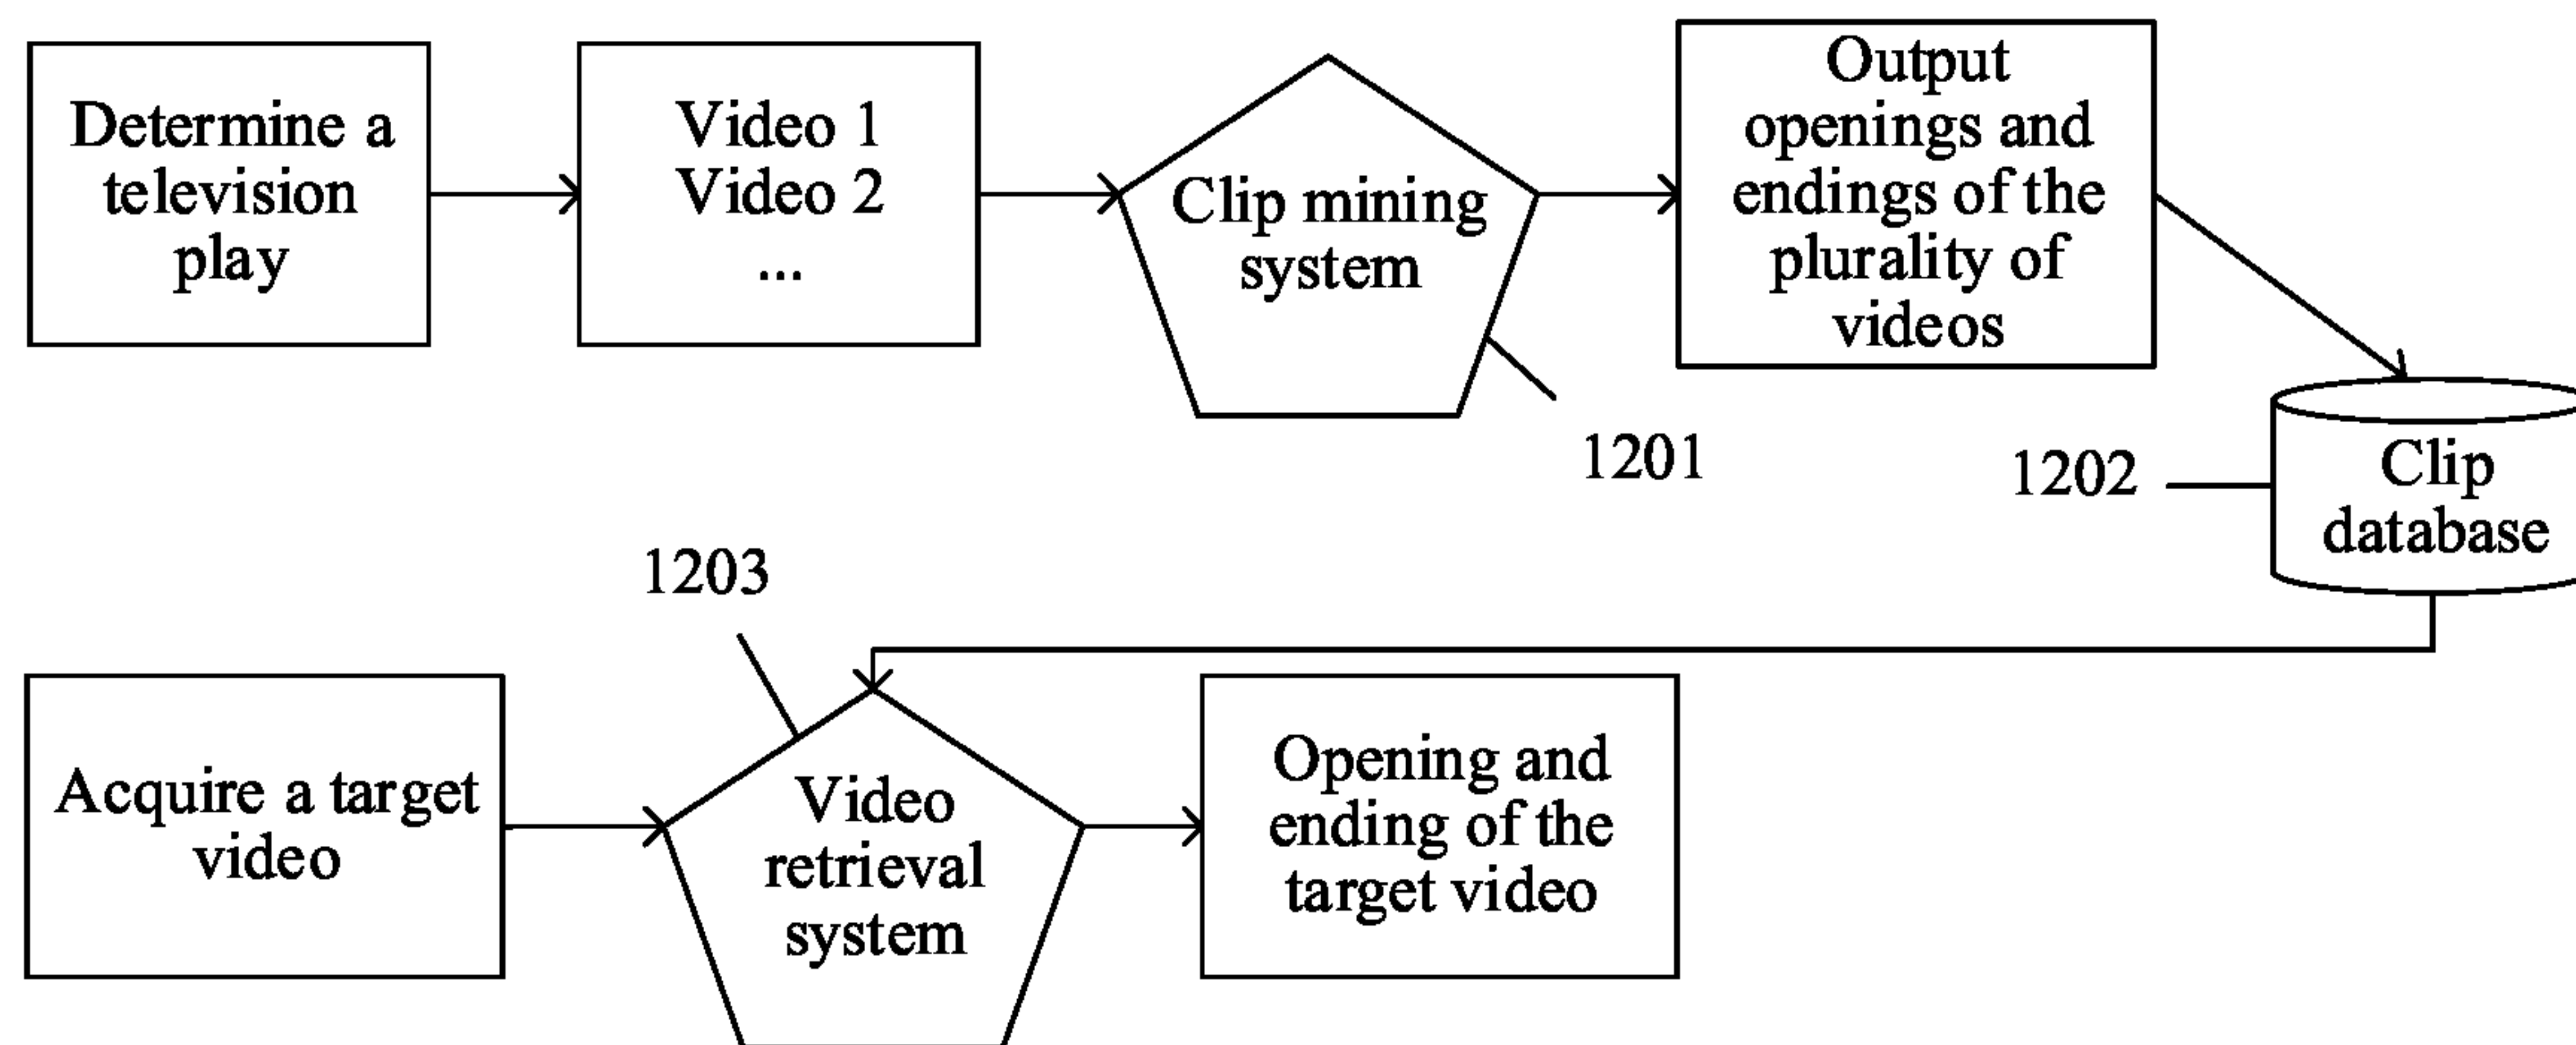 Determine a
television
play
Video 1
Video 2
...
Clip mining
system
Output
openings and
endings of the
plurality of
videos
1201
1202
Clip
database
1203
Acquire a target
video
Video
retrieval
system
Opening and
ending of the
target video